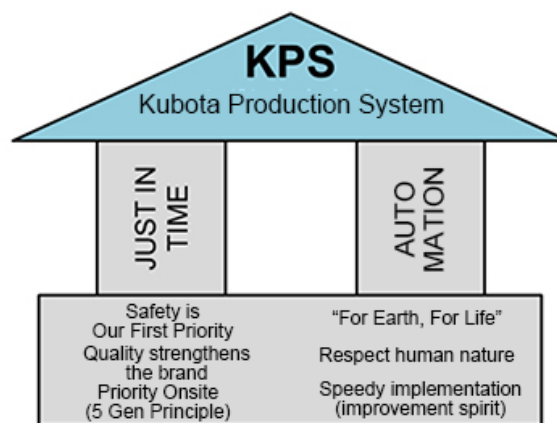 KPS
Kubota Production System
JUST IN
TIME
AUTO
MATION
Safety is
Our First Priority
Quality strengthens
the brand
Priority Onsite
(5 Gen Principle)
“For Earth, For Life”
Respect human nature
Speedy implementation
(improvement spirit)